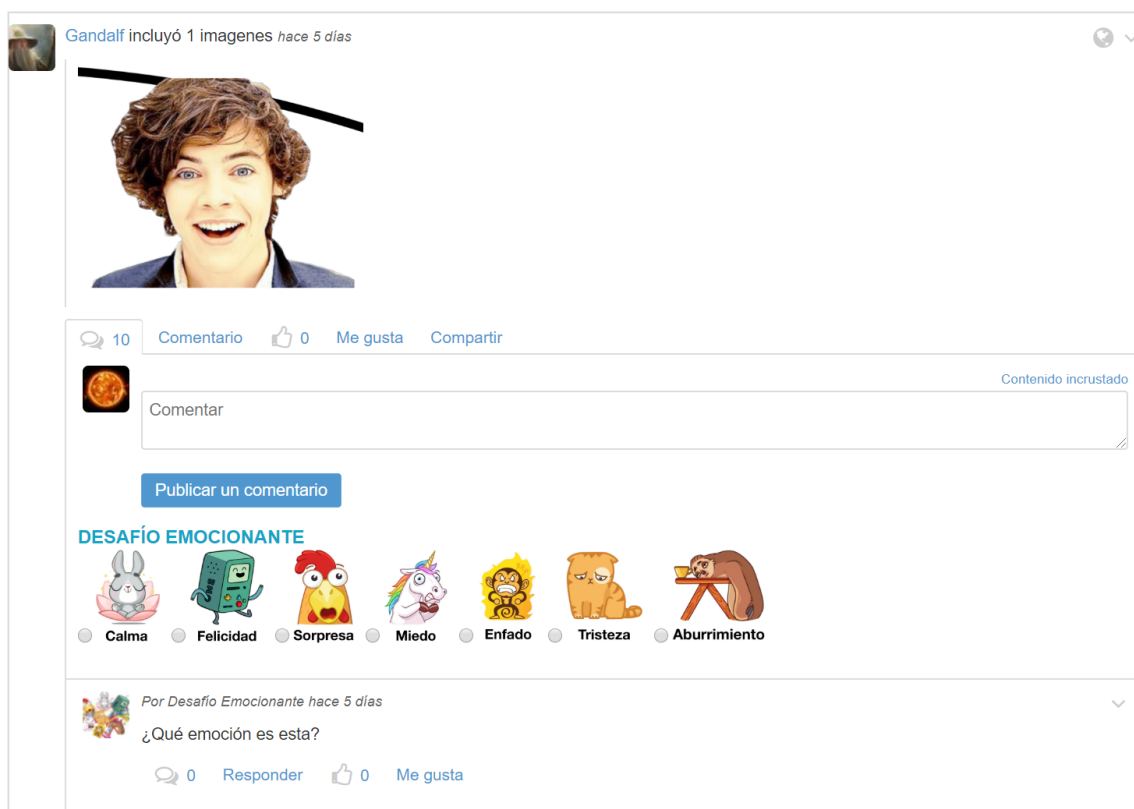 Gandalf incluyó 1 imagenes hace 5 días
10 Comentario 0 Me gusta Compartir
Contenido incrustado
Comentar
Publicar un comentario
DESAFÍO EMOCIONANTE
Calma Felicidad Sorpresa Miedo Enfado Tristeza Aburrimiento
Por Desafío Emocionante hace 5 días
¿Qué emoción es esta?
0 Responder 0 Me gusta